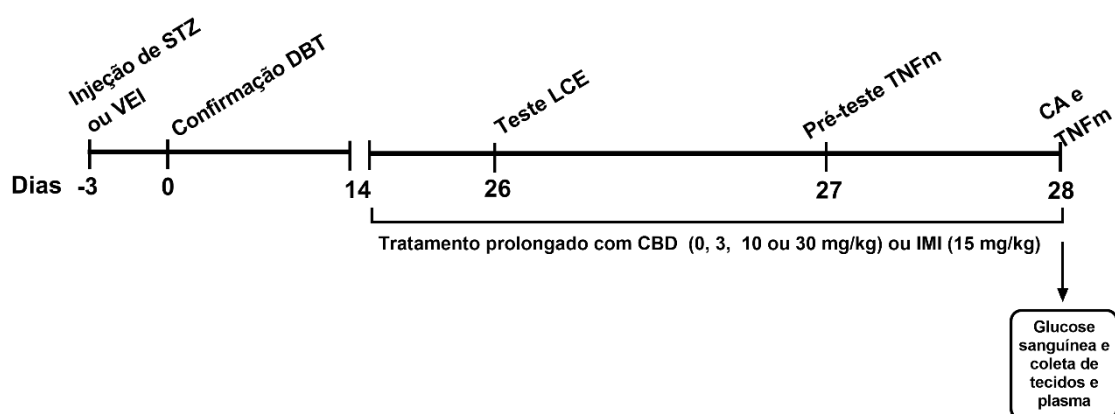 Injeção de STZ
ou VEI
Confirmação DBT
Teste LCE
Pré-teste TNFm
CA e
TNFm
Dias -3 0 14 26 27 28
Tratamento prolongado com CBD (0, 3, 10 ou 30 mg/kg) ou IMI (15 mg/kg)
Glucose
sanguínea e
coleta de
tecidos e
plasma